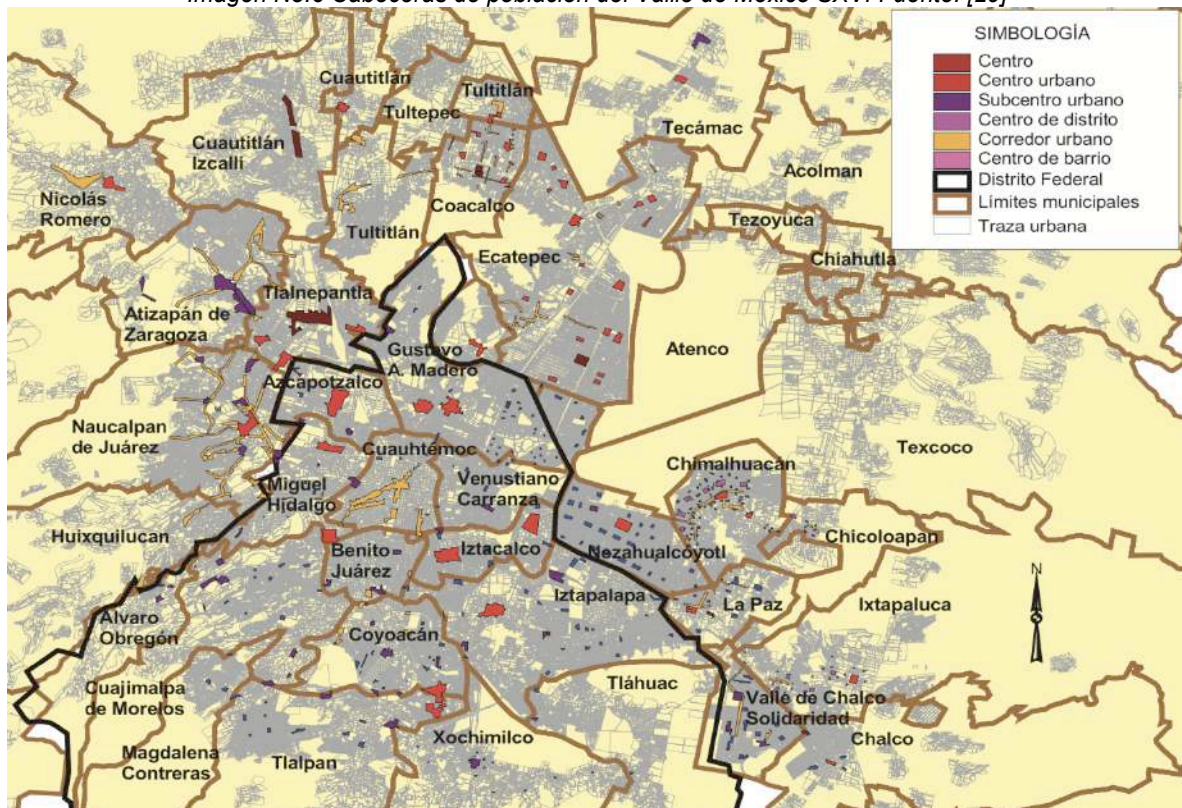 SIMBOLOGÍA
Centro
Centro urbano
Subcentro urbano
Centro de distrito
Corredor urbano
Centro de barrio
Distrito Federal
Límites municipales
Traza urbana
Cuautitlán
Tultitlán
Tultepec
Tecámac
Cuautitlán
Izcalli
Acolman
Nicolás
Romero
Coacalco
Tezoyuca
Tultitlán
Ecatepec
Chiahutla
Tlalnepantla
Atizapán de
Zaragoza
Gustavo
A. Madero
Atenco
Azcapotzalco
Naucalpan
de Juárez
Cuauhtémoc
Texcoco
Chimalhuacán
Miguel
Hidalgo
Venustiano
Carranza
Huixquilucan
Chicoloapan
Benito
Juárez
Iztacalco
Nezahualcóyotl
Iztapalapa
La Paz
Ixtapaluca
N
Alvaro
Obregón
Coyoacán
Tláhuac
Cuajimalpa
de Morelos
Valle de Chalco
Solidaridad
Xochimilco
Chalco
Magdalena
Contreras
Tlalpan